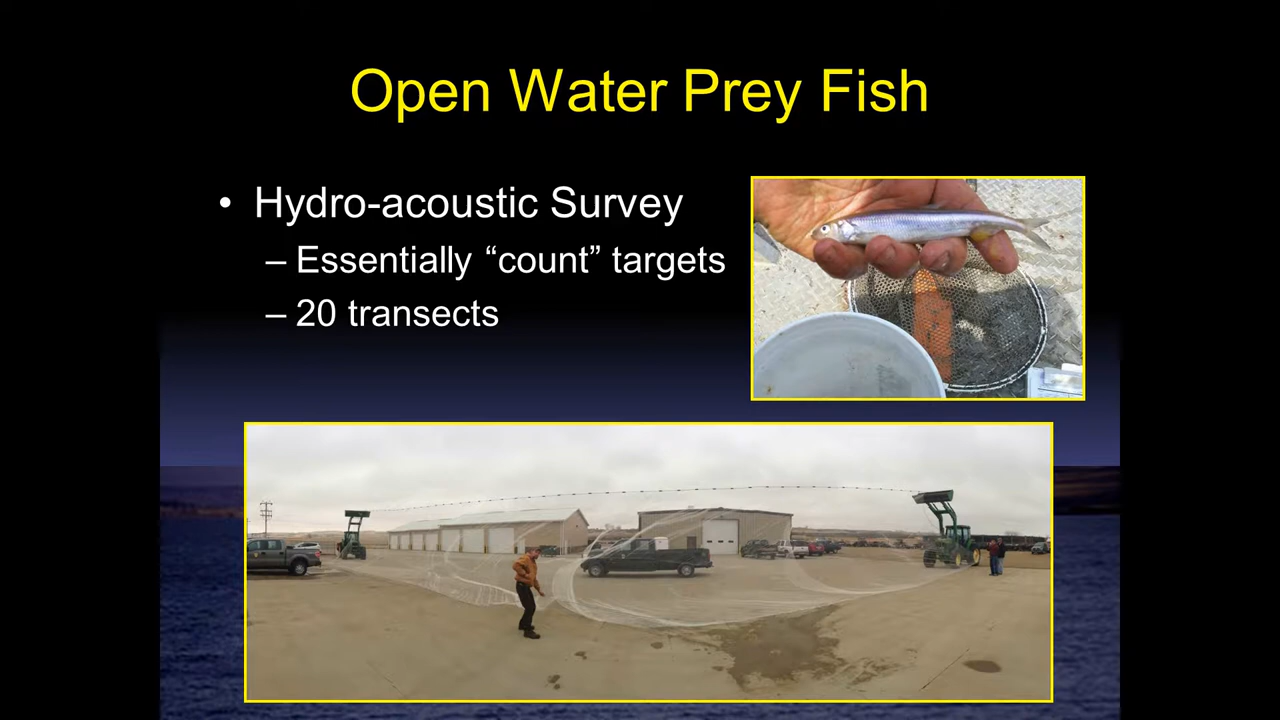 Open Water Prey Fish
• Hydro-acoustic Survey
– Essentially “count” targets
– 20 transects